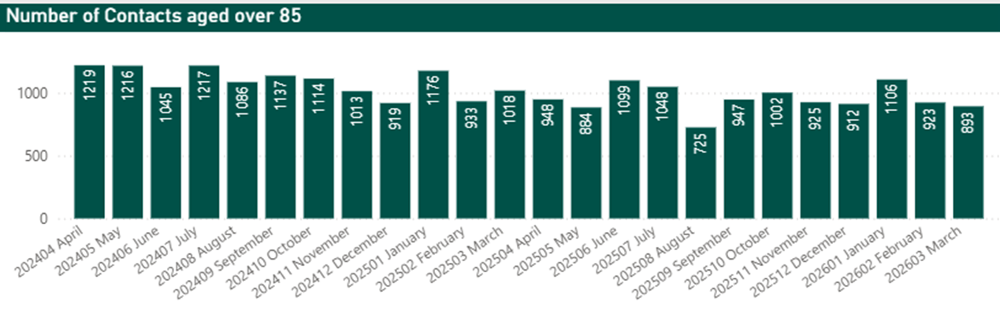 Number of Contacts aged over 85
1000
500
0
1219
1216
1045
1217
1086
1137
1114
1013
919
1176
933
1018
948
884
1099
1048
725
947
1002
925
912
1106
923
893
202404 April
202405 May
202406 June
202407 July
202408 August
202409 September
202410 October
202411 November
202412 December
202501 January
202502 February
202503 March
202504 April
202505 May
202506 June
202507 July
202508 August
202509 September
202510 October
202511 November
202512 December
202601 January
202602 February
202603 March